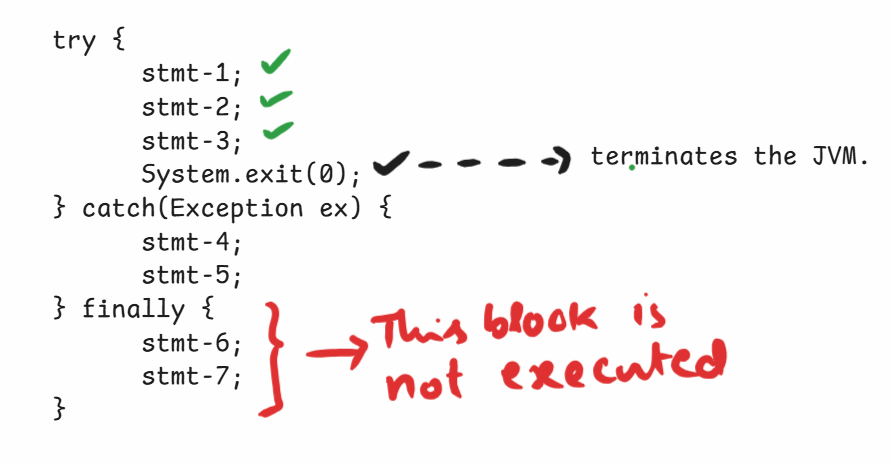 try {
stmt-1;
stmt-2;
stmt-3;
System.exit(0); terminates the JVM.
} catch(Exception ex) {
stmt-4;
stmt-5;
} finally {
stmt-6;
stmt-7;
}
This block is
not executed